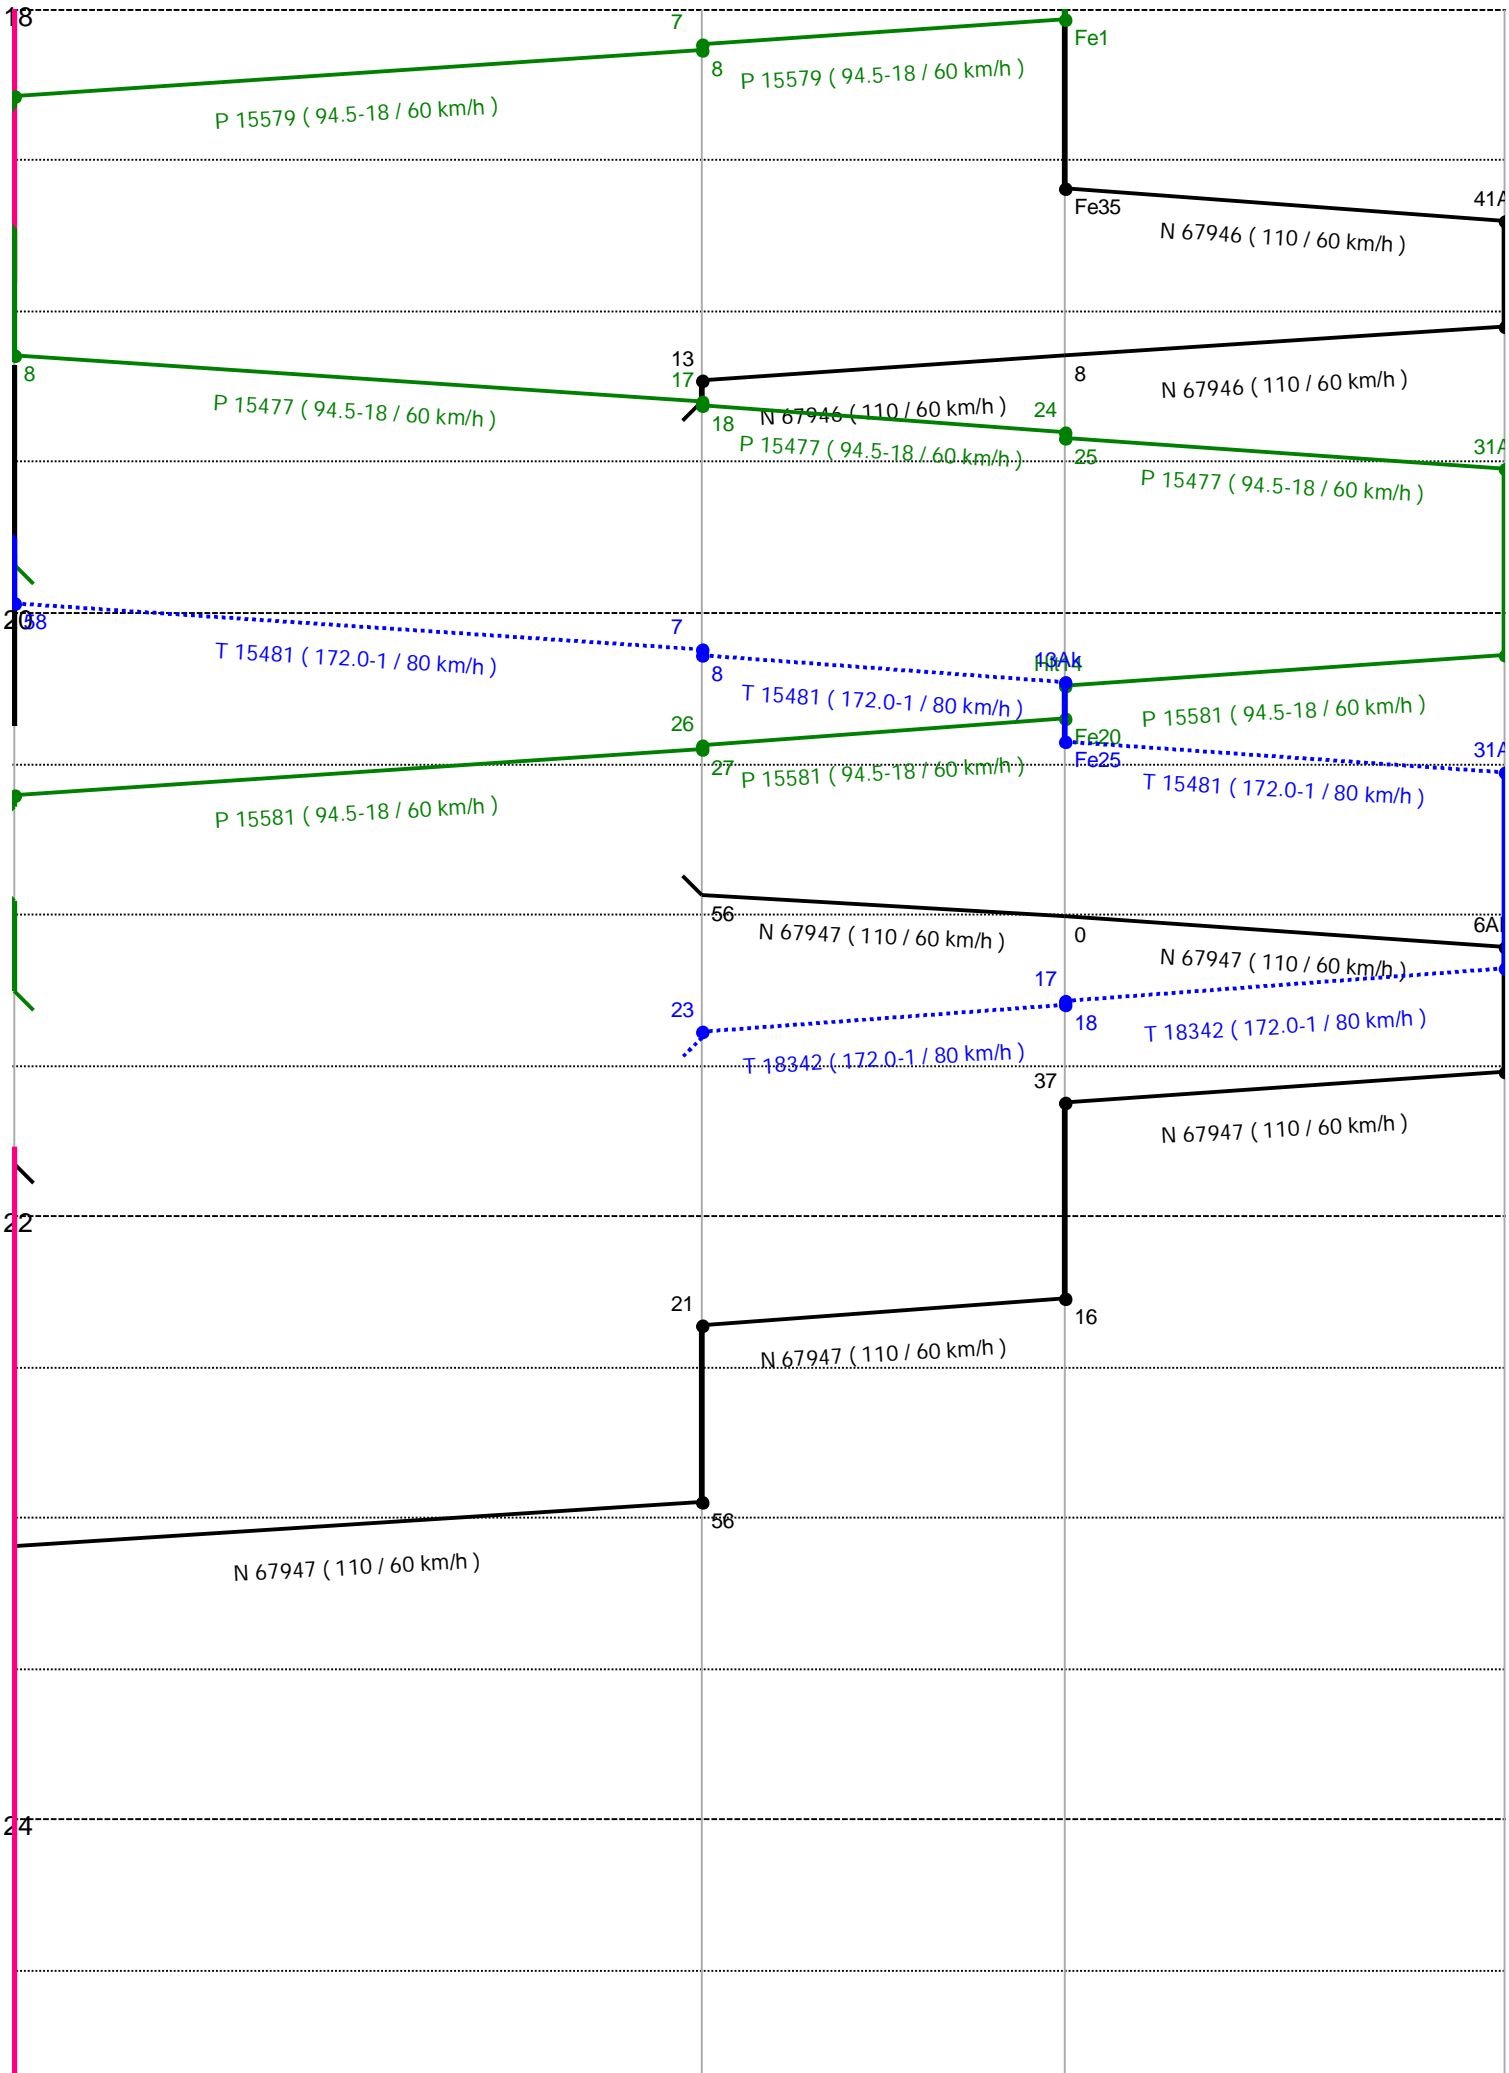 18
7
Fe1
8
P 15579 ( 94.5-18 / 60 km/h )
P 15579 ( 94.5-18 / 60 km/h )
41A
Fe35
N 67946 ( 110 / 60 km/h )
13
8
8
17
N 67946 ( 110 / 60 km/h )
P 15477 ( 94.5-18 / 60 km/h )
N 67946 ( 110 / 60 km/h )
24
18
P 15477 ( 94.5-18 / 60 km/h )
25
31A
P 15477 ( 94.5-18 / 60 km/h )
20
58
7
T 15481 ( 172.0-1 / 80 km/h )
13Ak
8
T 15481 ( 172.0-1 / 80 km/h )
P 15581 ( 94.5-18 / 60 km/h )
26
Fe20
31A
27
Fe25
P 15581 ( 94.5-18 / 60 km/h )
T 15481 ( 172.0-1 / 80 km/h )
P 15581 ( 94.5-18 / 60 km/h )
56
N 67947 ( 110 / 60 km/h )
0
N 67947 ( 110 / 60 km/h )
17
23
18
T 18342 ( 172.0-1 / 80 km/h )
T 18342 ( 172.0-1 / 80 km/h )
37
N 67947 ( 110 / 60 km/h )
22
21
16
N 67947 ( 110 / 60 km/h )
56
N 67947 ( 110 / 60 km/h )
24